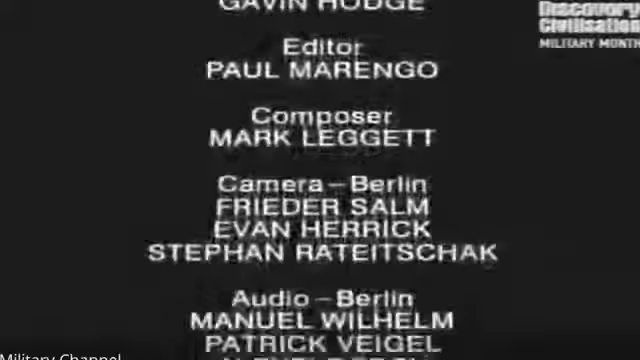 GAVIN HODGE
Discovery
Civilisation
MILITARY MONTH
Editor
PAUL MARENGO
Composer
MARK LEGGETT
Camera – Berlin
FRIEDER SALM
EVAN HERRICK
STEPHAN RATEITSCHAK
Audio – Berlin
MANUEL WILHELM
PATRICK VEIGEL
Military Channel